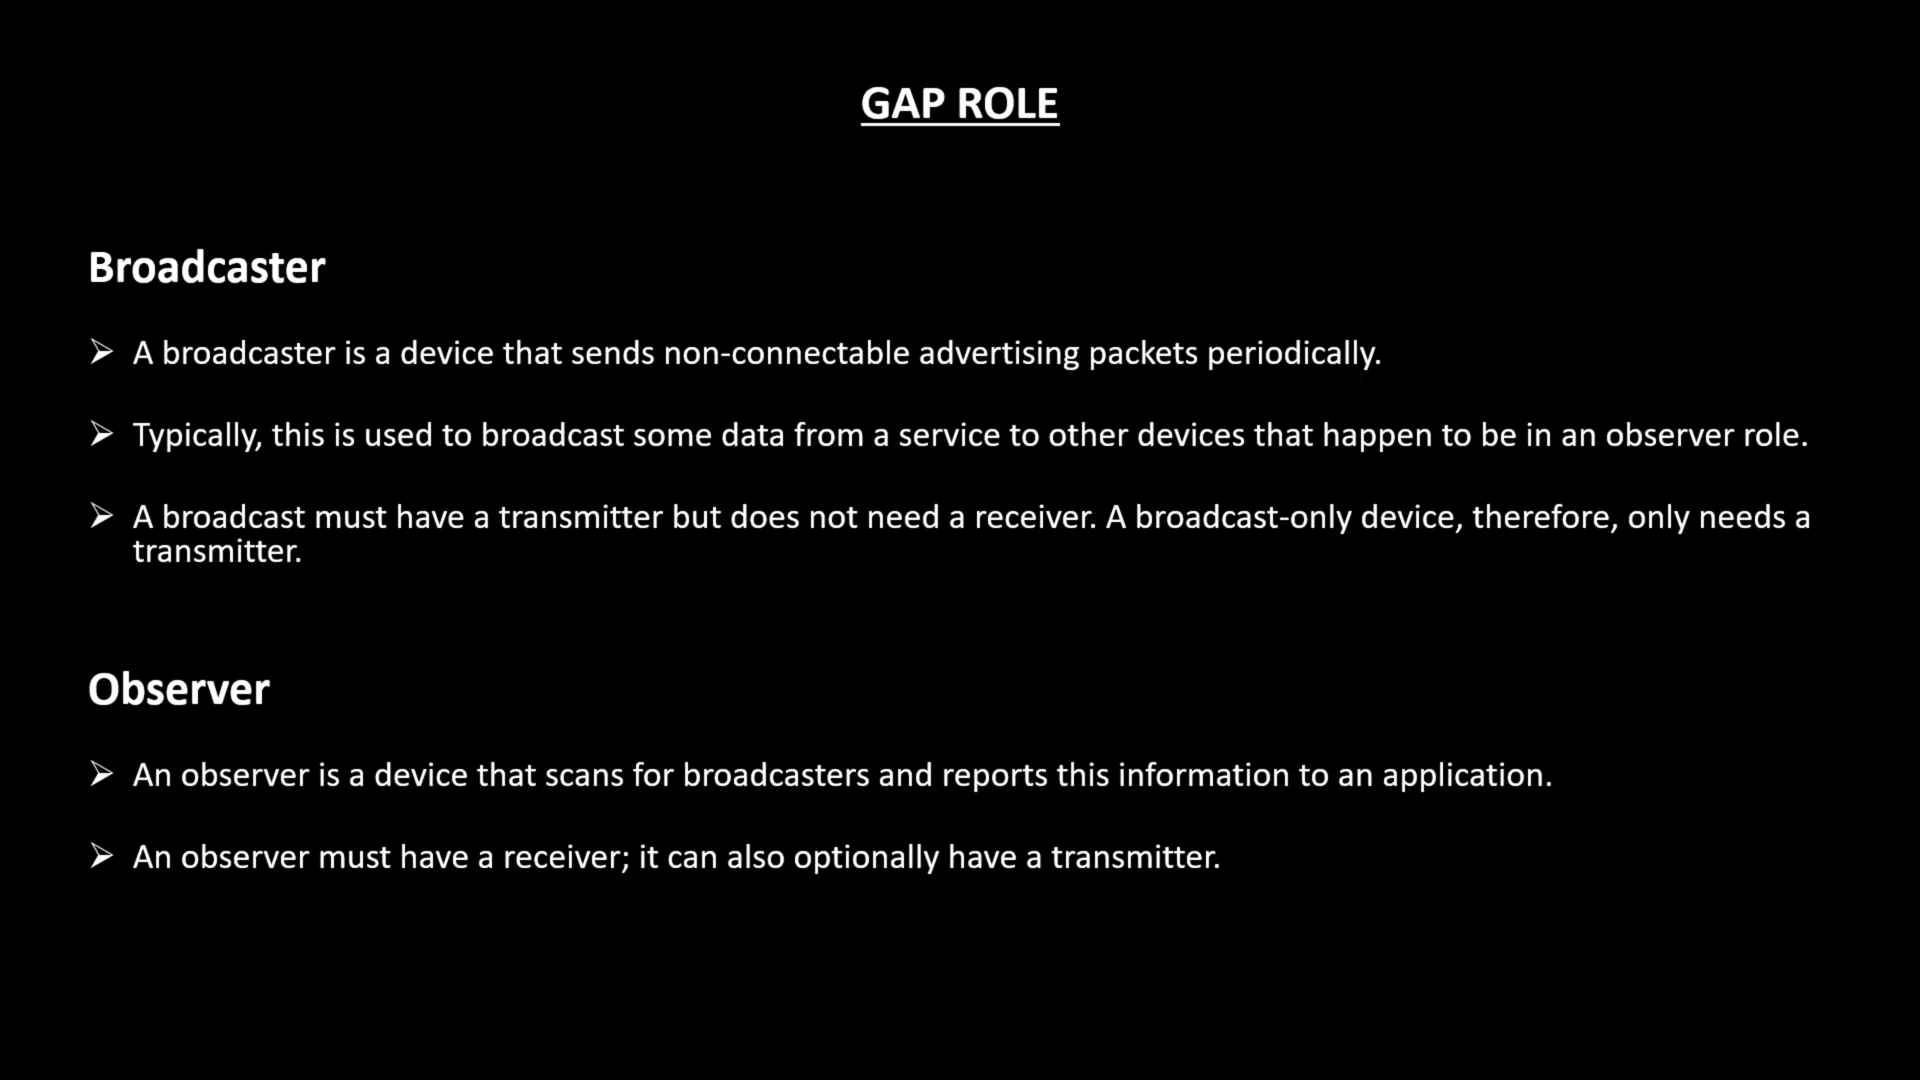 GAP ROLE
Broadcaster
➢ A broadcaster is a device that sends non-connectable advertising packets periodically.
➢ Typically, this is used to broadcast some data from a service to other devices that happen to be in an observer role.
➢ A broadcast must have a transmitter but does not need a receiver. A broadcast-only device, therefore, only needs a
transmitter.
Observer
➢ An observer is a device that scans for broadcasters and reports this information to an application.
➢ An observer must have a receiver; it can also optionally have a transmitter.